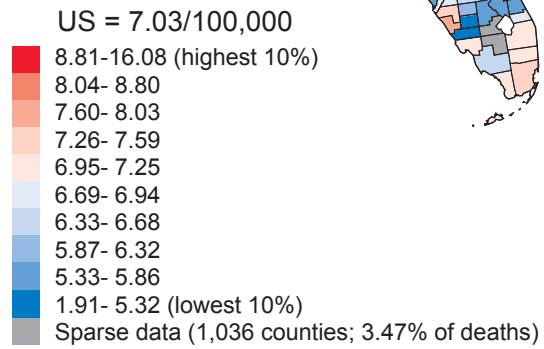 US = 7.03/100,000
8.81-16.08 (highest 10%)
8.04- 8.80
7.60- 8.03
7.26- 7.59
6.95- 7.25
6.69- 6.94
6.33- 6.68
5.87- 6.32
5.33- 5.86
1.91- 5.32 (lowest 10%)
Sparse data (1,036 counties; 3.47% of deaths)